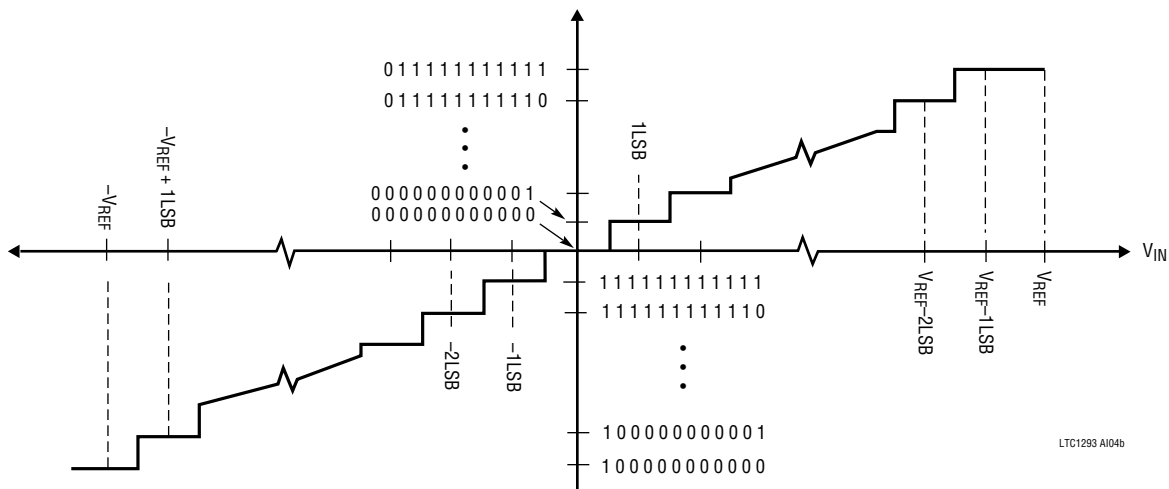 011111111111
011111111110
000000000001
000000000000
–VREF
–VREF + 1LSB
1LSB
VIN
111111111111
111111111110
–2LSB
–1LSB
VREF–2LSB
VREF–1LSB
VREF
100000000001
100000000000
LTC1293 AI04b